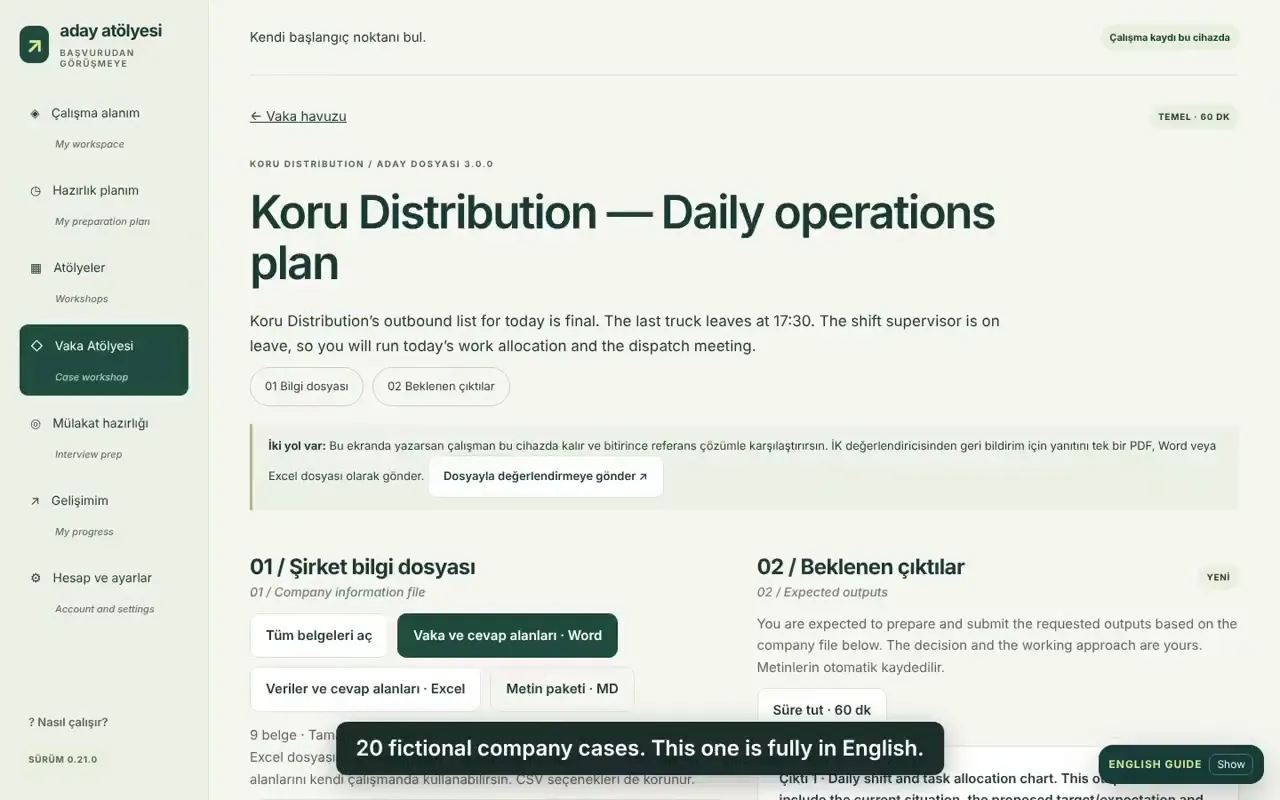 aday atölyesi
BAŞVURUDAN
GÖRÜŞMEYE
Çalışma alanım
My workspace
Hazırlık planım
My preparation plan
Atölyeler
Workshops
Vaka Atölyesi
Case workshop
Mülakat hazırlığı
Interview prep
Gelişimim
My progress
Hesap ve ayarlar
Account and settings
? Nasıl çalışır?
SÜRÜM 0.21.0
Kendi başlangıç noktanı bul.
Çalışma kaydı bu cihazda
← Vaka havuzu
TEMEL · 60 DK
KORU DISTRIBUTION / ADAY DOSYASI 3.0.0
Koru Distribution — Daily operations
plan
Koru Distribution’s outbound list for today is final. The last truck leaves at 17:30. The shift supervisor is on
leave, so you will run today’s work allocation and the dispatch meeting.
01 Bilgi dosyası
02 Beklenen çıktılar
İki yol var: Bu ekranda yazarsan çalışman bu cihazda kalır ve bitirince referans çözümle karşılaştırırsın. İK değerlendiricisinden geri bildirim için yanıtını tek bir PDF, Word veya
Excel dosyası olarak gönder. Dosyayla değerlendirmeye gönder ↗
01 / Şirket bilgi dosyası
01 / Company information file
Tüm belgeleri aç
Vaka ve cevap alanları · Word
Veriler ve cevap alanları · Excel
Metin paketi · MD
9 belge · Tam
Excel dosyası
alanlarını kendi çalışmanda kullanabilirsin. CSV seçenekleri de korunur.
02 / Beklenen çıktılar
YENİ
02 / Expected outputs
You are expected to prepare and submit the requested outputs based on the
company file below. The decision and the working approach are yours.
Metinlerin otomatik kaydedilir.
Süre tut · 60 dk
Çıktı 1 · Daily shift and task allocation chart. This
include the current situation, the proposed target/expectation and
20 fictional company cases. This one is fully in English.
ENGLISH GUIDE Show